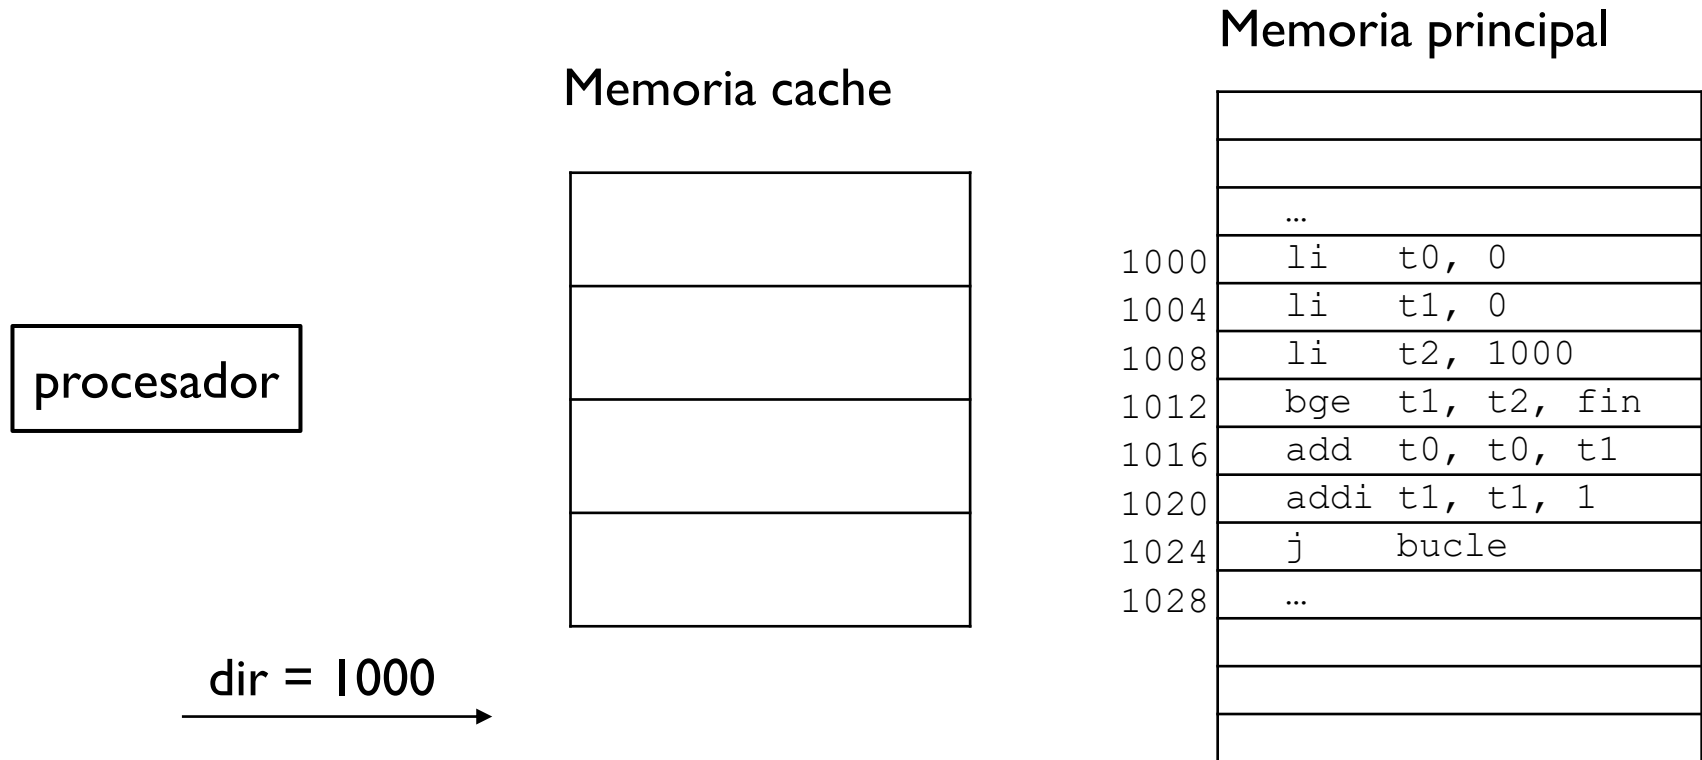 Memoria principal
Memoria cache
…
1000 li t0, 0
1004 li t1, 0
1008 li t2, 1000
procesador
1012 bge t1, t2, fin
1016 add t0, t0, t1
1020 addi t1, t1, 1
1024 j bucle
1028 …
dir = 1000